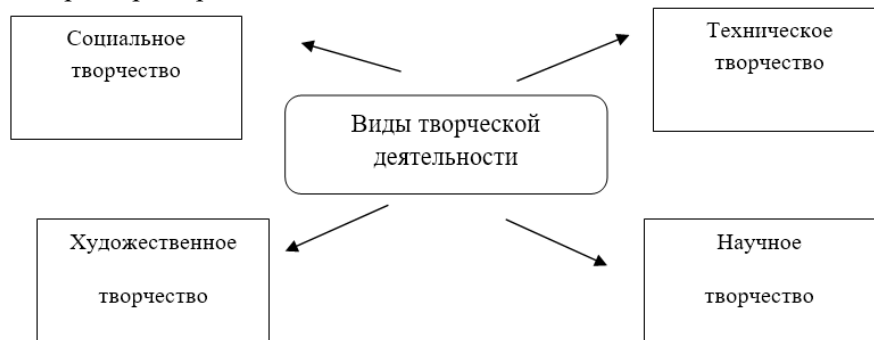 Социальное
творчество
Техническое
творчество
Виды творческой
деятельности
Художественное
творчество
Научное
творчество